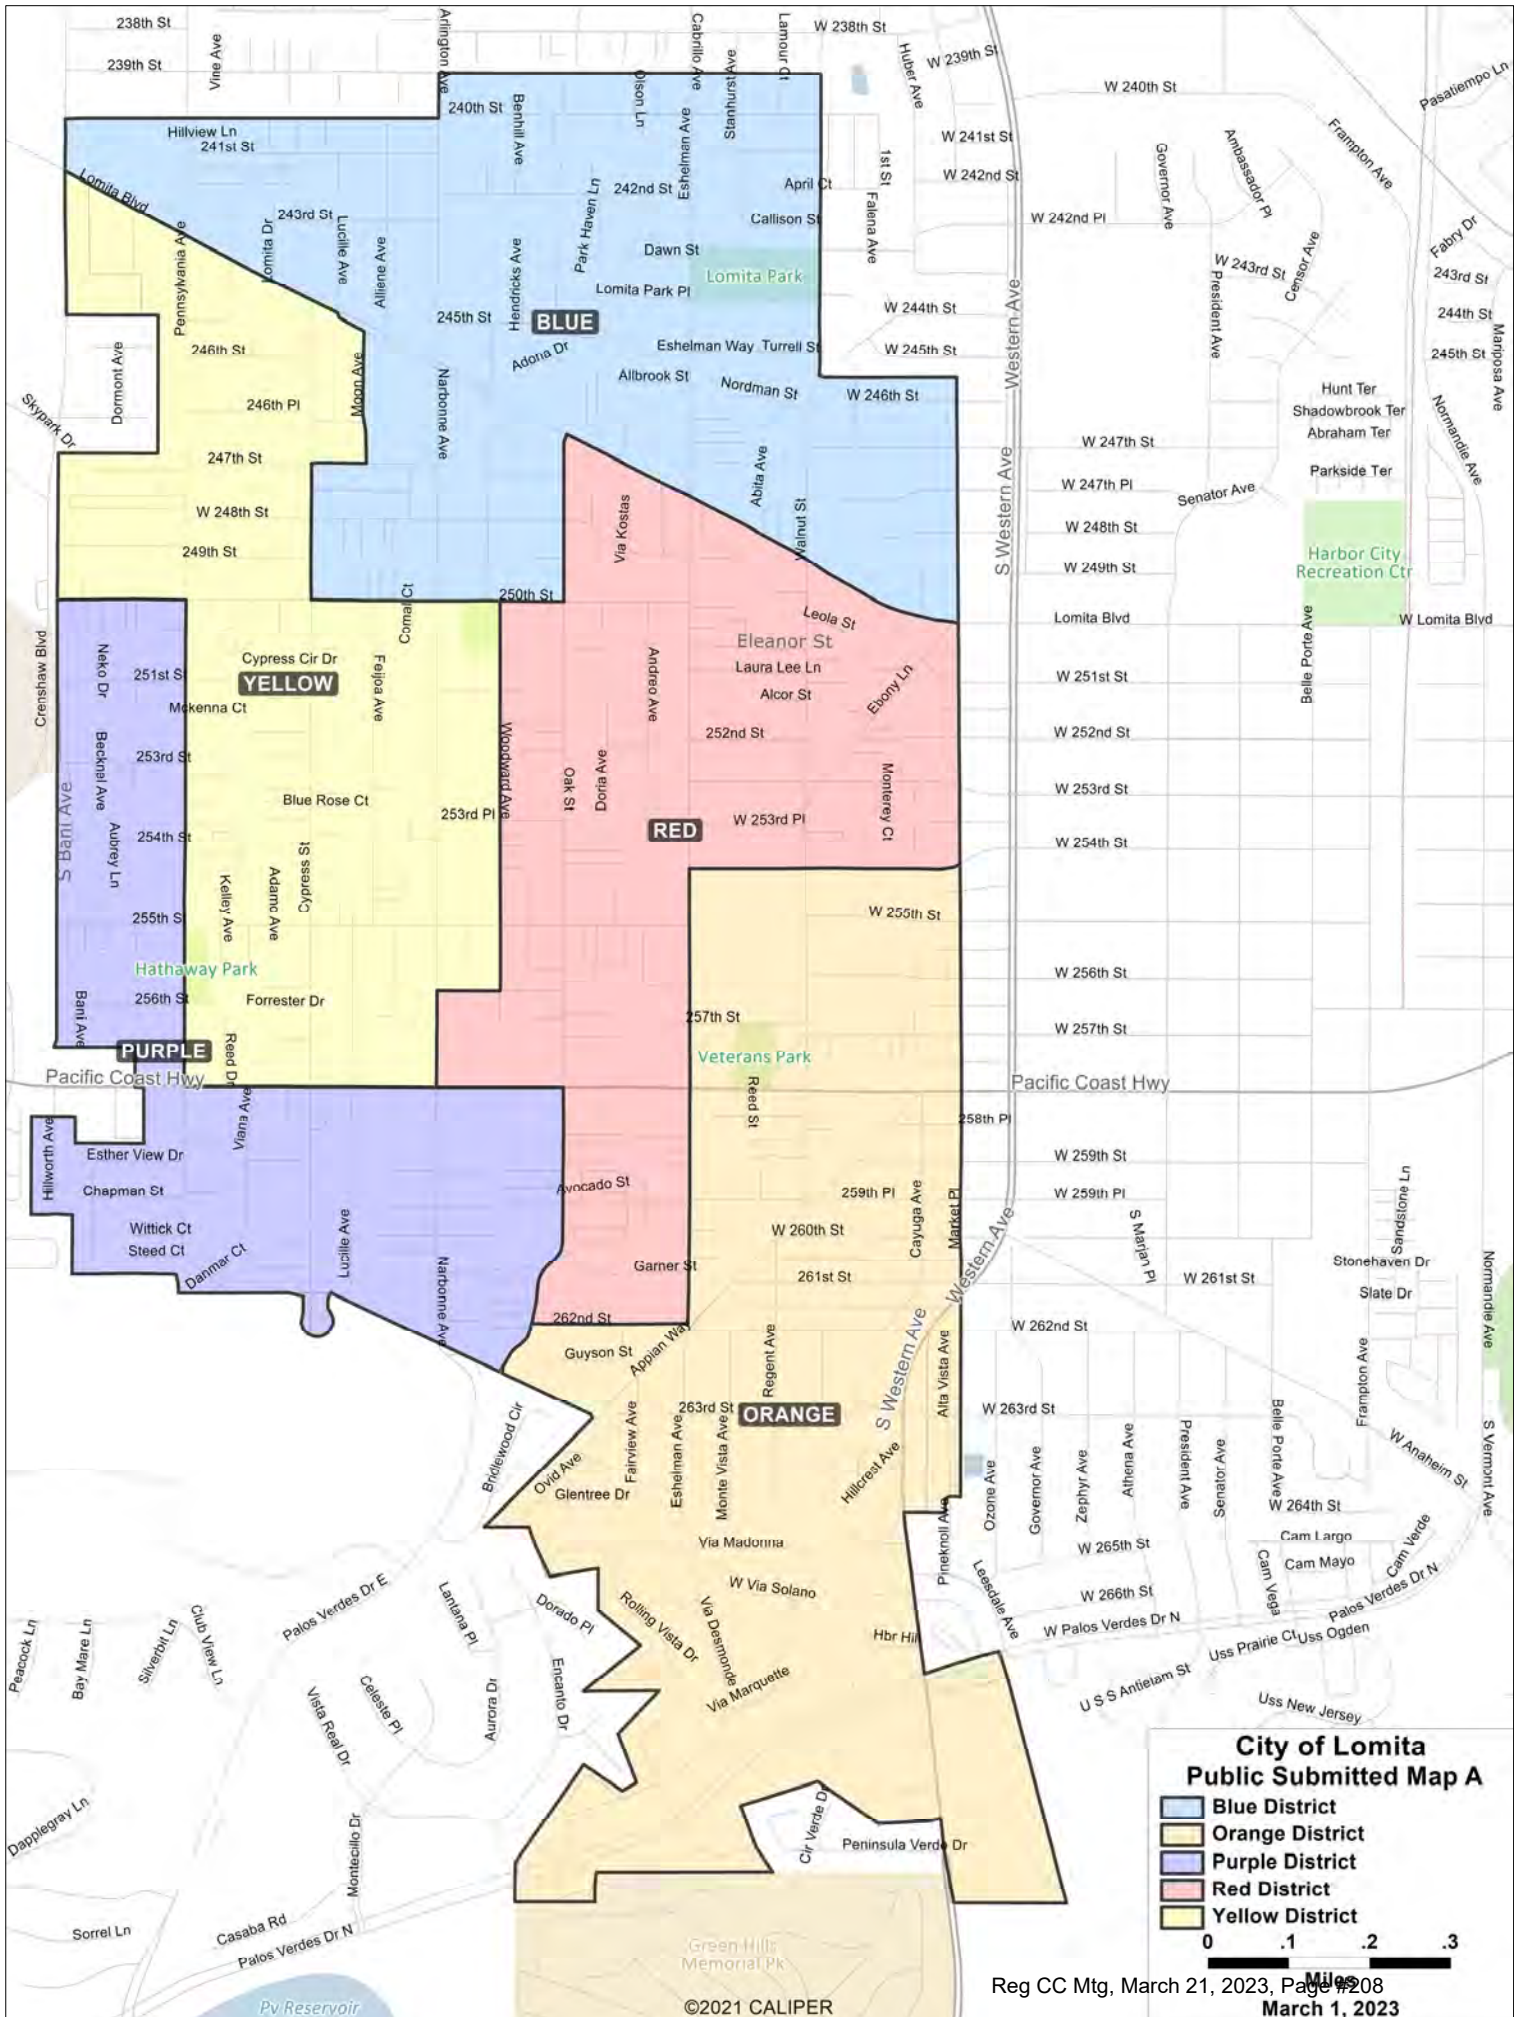 238th St
W 238th St
239th St
W 239th St
Vine Ave
Arlington Ave
Cabrillo Ave
Lamour Ct
Stanhurst Ave
Olson Ln
Huber Ave
W 240th St
Pasatiempo Ln
240th St
Benhill Ave
Eshelman Ave
Hillview Ln
241st St
W 241st St
Frampton Ave
Ambassador Pl
Governor Ave
1st St
Lomita Blvd
242nd St
April Ct
W 242nd St
Park Haven Ln
243rd St
Lomita Dr
Lucille Ave
Callison St
Falena Ave
W 242nd Pl
Pennsylvania Ave
Alliene Ave
Hendricks Ave
Dawn St
Censor Ave
Fabry Dr
Lomita Park
W 243rd St
243rd St
Lomita Park Pl
President Ave
S Western Ave
245th St
BLUE
W 244th St
244th St
246th St
Adona Dr
Eshelman Way
Turrell St
W 245th St
245th St
Mariposa Ave
Dormont Ave
Moon Ave
Narbonne Ave
Allbrook St
Nordman St
W 246th St
Hunt Ter
Skypark Dr
246th Pl
Shadowbrook Ter
Abraham Ter
Normandie Ave
W 247th St
247th St
Parkside Ter
Abita Ave
W 247th Pl
Senator Ave
S Western Ave
W 248th St
Via Kostas
Walnut St
W 248th St
249th St
Harbor City
Recreation Ctr
W 249th St
Comal Ct
250th St
Leola St
Lomita Blvd
W Lomita Blvd
Crenshaw Blvd
Eleanor St
Belle Porte Ave
Neko Dr
251st St
Cypress Cir Dr
Feijoa Ave
Andreo Ave
Laura Lee Ln
Ebony Ln
W 251st St
YELLOW
Alcor St
Mckenna Ct
252nd St
W 252nd St
Becknal Ave
253rd St
Woodward Ave
Oak St
Doria Ave
Monterey Ct
W 253rd St
S Bani Ave
Blue Rose Ct
253rd Pl
RED
W 253rd Pl
254th St
Aubrey Ln
W 254th St
Cypress St
Kelley Ave
255th St
W 255th St
Hathaway Park
W 256th St
Bani Ave
256th St
Forrester Dr
257th St
W 257th St
PURPLE
Reed Dr
Veterans Park
Pacific Coast Hwy
Pacific Coast Hwy
Reed St
Viana Ave
258th Pl
Hillworth Ave
Esther View Dr
W 259th St
Chapman St
Avocado St
259th Pl
Cayuga Ave
Market Pl
W 259th Pl
Sandstone Ln
Wittick Ct
Lucille Ave
W 260th St
S Marjan Pl
Steed Ct
Danmar Ct
Narbonne Ave
Garner St
261st St
Western Ave
W 261st St
Stonehaven Dr
Slate Dr
Normandie Ave
262nd St
W 262nd St
Appian Way
Guyson St
Regent Ave
S Western Ave
Alta Vista Ave
Frampton Ave
263rd St
ORANGE
W 263rd St
Belle Porte Ave
Bridlewood Cir
Fairview Ave
Eshelman Ave
Monte Vista Ave
Athena Ave
President Ave
Senator Ave
W Anaheim St
S Vermont Ave
Ovid Ave
Glentree Dr
Hillcrest Ave
Ozone Ave
Governor Ave
Zephyr Ave
W 264th St
Pineknoll Ave
Via Madonna
W 265th St
Cam Largo
Cam Mayo
Cam Verde
Cam Vega
Palos Verdes Dr E
Lantana Pl
W Via Solano
Leesdale Ave
W 266th St
Dorado Pl
Rolling Vista Dr
Via Desmonde
Palos Verdes Dr N
W Palos Verdes Dr N
Hbr Hil
Peacock Ln
Bay Mare Ln
Silverbit Ln
Club View Ln
Uss Prairie Ct
Uss Ogden
Vista Real Dr
Celeste Pl
Aurora Dr
Encanto Dr
Via Marquette
U S S Antietam St
Uss New Jersey
City of Lomita
Public Submitted Map A
Blue District
Orange District
Purple District
Red District
Yellow District
0 .1 .2 .3
Miles
March 1, 2023
Dapplegray Ln
Montecillo Dr
Cir Verde Dr
Peninsula Verde Dr
Sorrel Ln
Casaba Rd
Palos Verdes Dr N
Green Hills
Memorial Pk
Pv Reservoir
©2021 CALIPER
Reg CC Mtg, March 21, 2023, Page #208